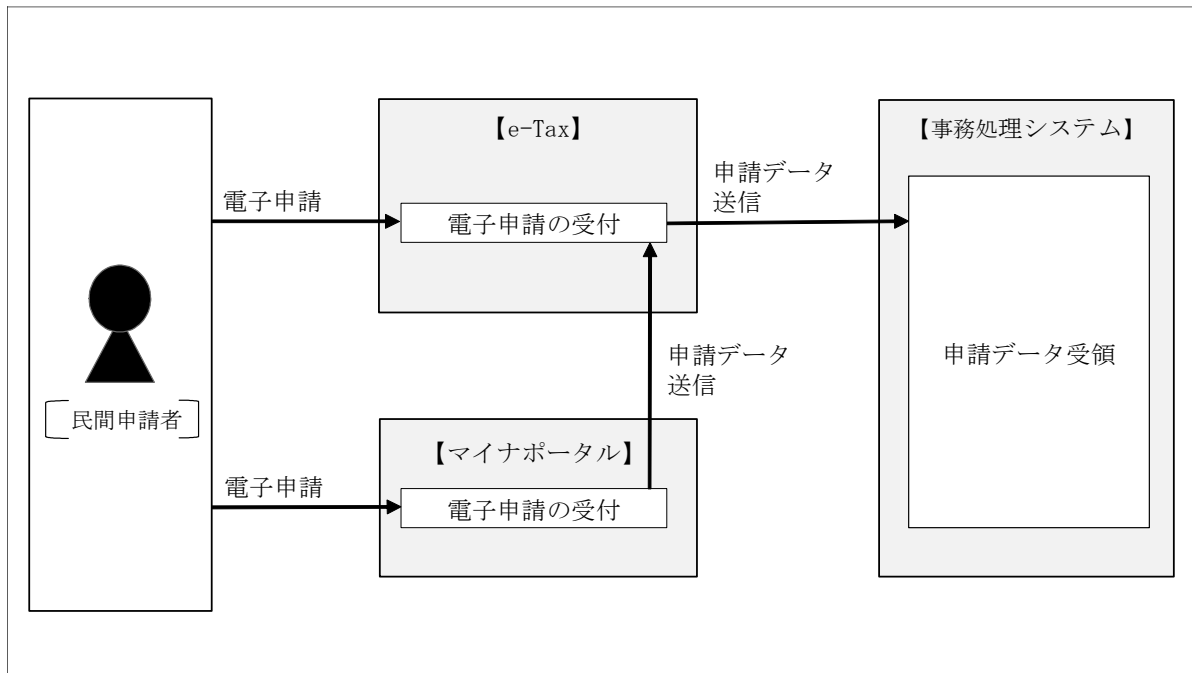 【e-Tax】
【事務処理システム】
申請データ
送信
電子申請
電子申請の受付
申請データ受領
申請データ
送信
民間申請者
【マイナポータル】
電子申請
電子申請の受付